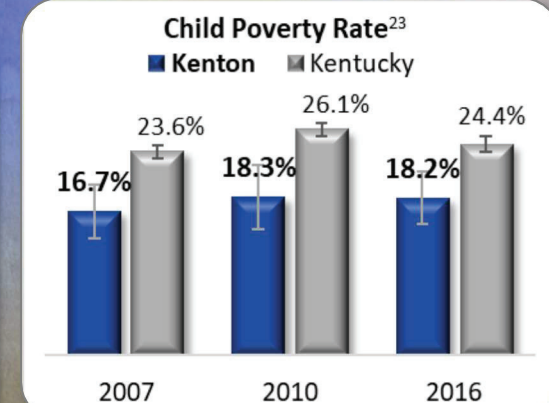 Child Poverty Rate23
Kenton Kentucky
16.7% 23.6% 18.3% 26.1% 18.2% 24.4%
2007 2010 2016